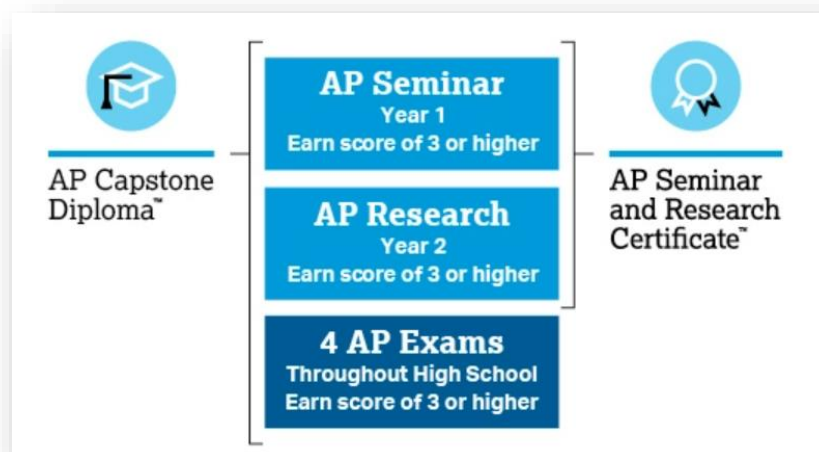 AP Capstone
Diploma™
AP Seminar
Year 1
Earn score of 3 or higher
AP Research
Year 2
Earn score of 3 or higher
4 AP Exams
Throughout High School
Earn score of 3 or higher
AP Seminar
and Research
Certificate™